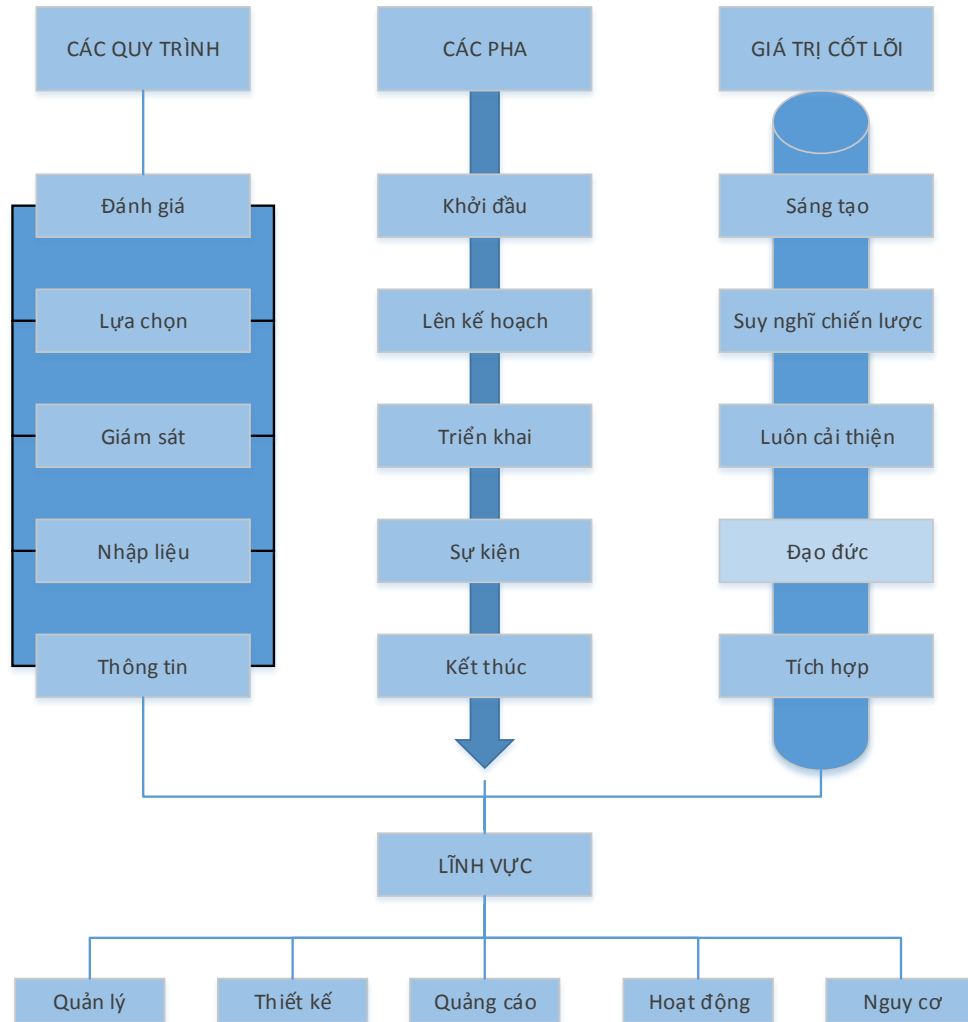 CÁC QUY TRÌNH
CÁC PHA
GIÁ TRỊ CỐT LÕI
Đánh giá
Khởi đầu
Sáng tạo
Lựa chọn
Lên kế hoạch
Suy nghĩ chiến lược
Giám sát
Triển khai
Luôn cải thiện
Nhập liệu
Sự kiện
Đạo đức
Thông tin
Kết thúc
Tích hợp
LĨNH VỰC
Quản lý
Thiết kế
Quảng cáo
Hoạt động
Nguy cơ